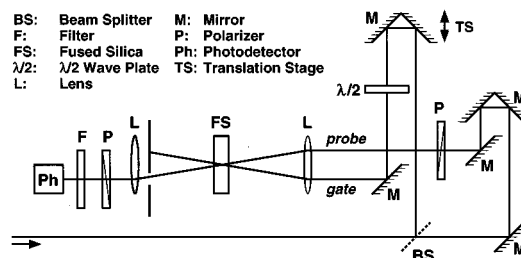 BS: Beam Splitter M: Mirror
F: Filter P: Polarizer
FS: Fused Silica Ph: Photodetector
λ/2: λ/2 Wave Plate TS: Translation Stage
L: Lens
M
TS
λ/2
M
P
F P L FS L probe
Ph
gate M M
BS M